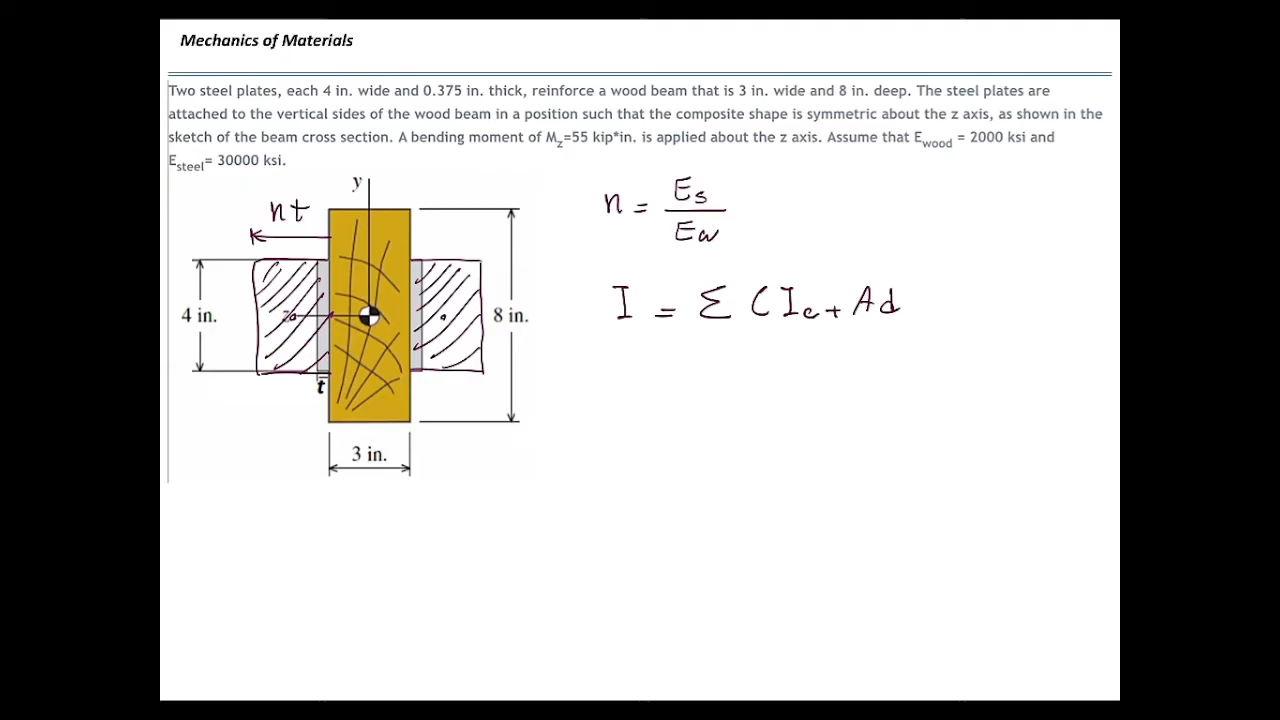 Mechanics of Materials
Two steel plates, each 4 in. wide and 0.375 in. thick, reinforce a wood beam that is 3 in. wide and 8 in. deep. The steel plates are
attached to the vertical sides of the wood beam in a position such that the composite shape is symmetric about the z axis, as shown in the
sketch of the beam cross section. A bending moment of M_z=55 kip*in. is applied about the z axis. Assume that E_wood = 2000 ksi and
E_steel= 30000 ksi.
y
nt
n = Es / Ew
4 in.
z
8 in.
I = Σ (Ic + Ad
t
3 in.